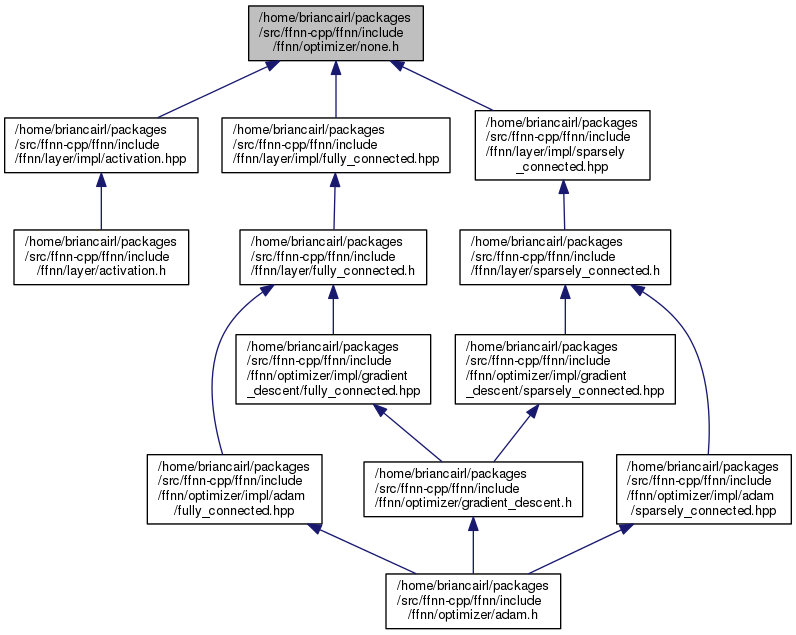 /home/briancairl/packages
/src/ffnn-cpp/ffnn/include
/ffnn/optimizer/none.h
/home/briancairl/packages
/src/ffnn-cpp/ffnn/include
/ffnn/layer/impl/activation.hpp
/home/briancairl/packages
/src/ffnn-cpp/ffnn/include
/ffnn/layer/impl/fully_connected.hpp
/home/briancairl/packages
/src/ffnn-cpp/ffnn/include
/ffnn/layer/impl/sparsely
_connected.hpp
/home/briancairl/packages
/src/ffnn-cpp/ffnn/include
/ffnn/layer/activation.h
/home/briancairl/packages
/src/ffnn-cpp/ffnn/include
/ffnn/layer/fully_connected.h
/home/briancairl/packages
/src/ffnn-cpp/ffnn/include
/ffnn/layer/sparsely_connected.h
/home/briancairl/packages
/src/ffnn-cpp/ffnn/include
/ffnn/optimizer/impl/gradient
_descent/fully_connected.hpp
/home/briancairl/packages
/src/ffnn-cpp/ffnn/include
/ffnn/optimizer/impl/gradient
_descent/sparsely_connected.hpp
/home/briancairl/packages
/src/ffnn-cpp/ffnn/include
/ffnn/optimizer/impl/adam
/fully_connected.hpp
/home/briancairl/packages
/src/ffnn-cpp/ffnn/include
/ffnn/optimizer/gradient_descent.h
/home/briancairl/packages
/src/ffnn-cpp/ffnn/include
/ffnn/optimizer/impl/adam
/sparsely_connected.hpp
/home/briancairl/packages
/src/ffnn-cpp/ffnn/include
/ffnn/optimizer/adam.h